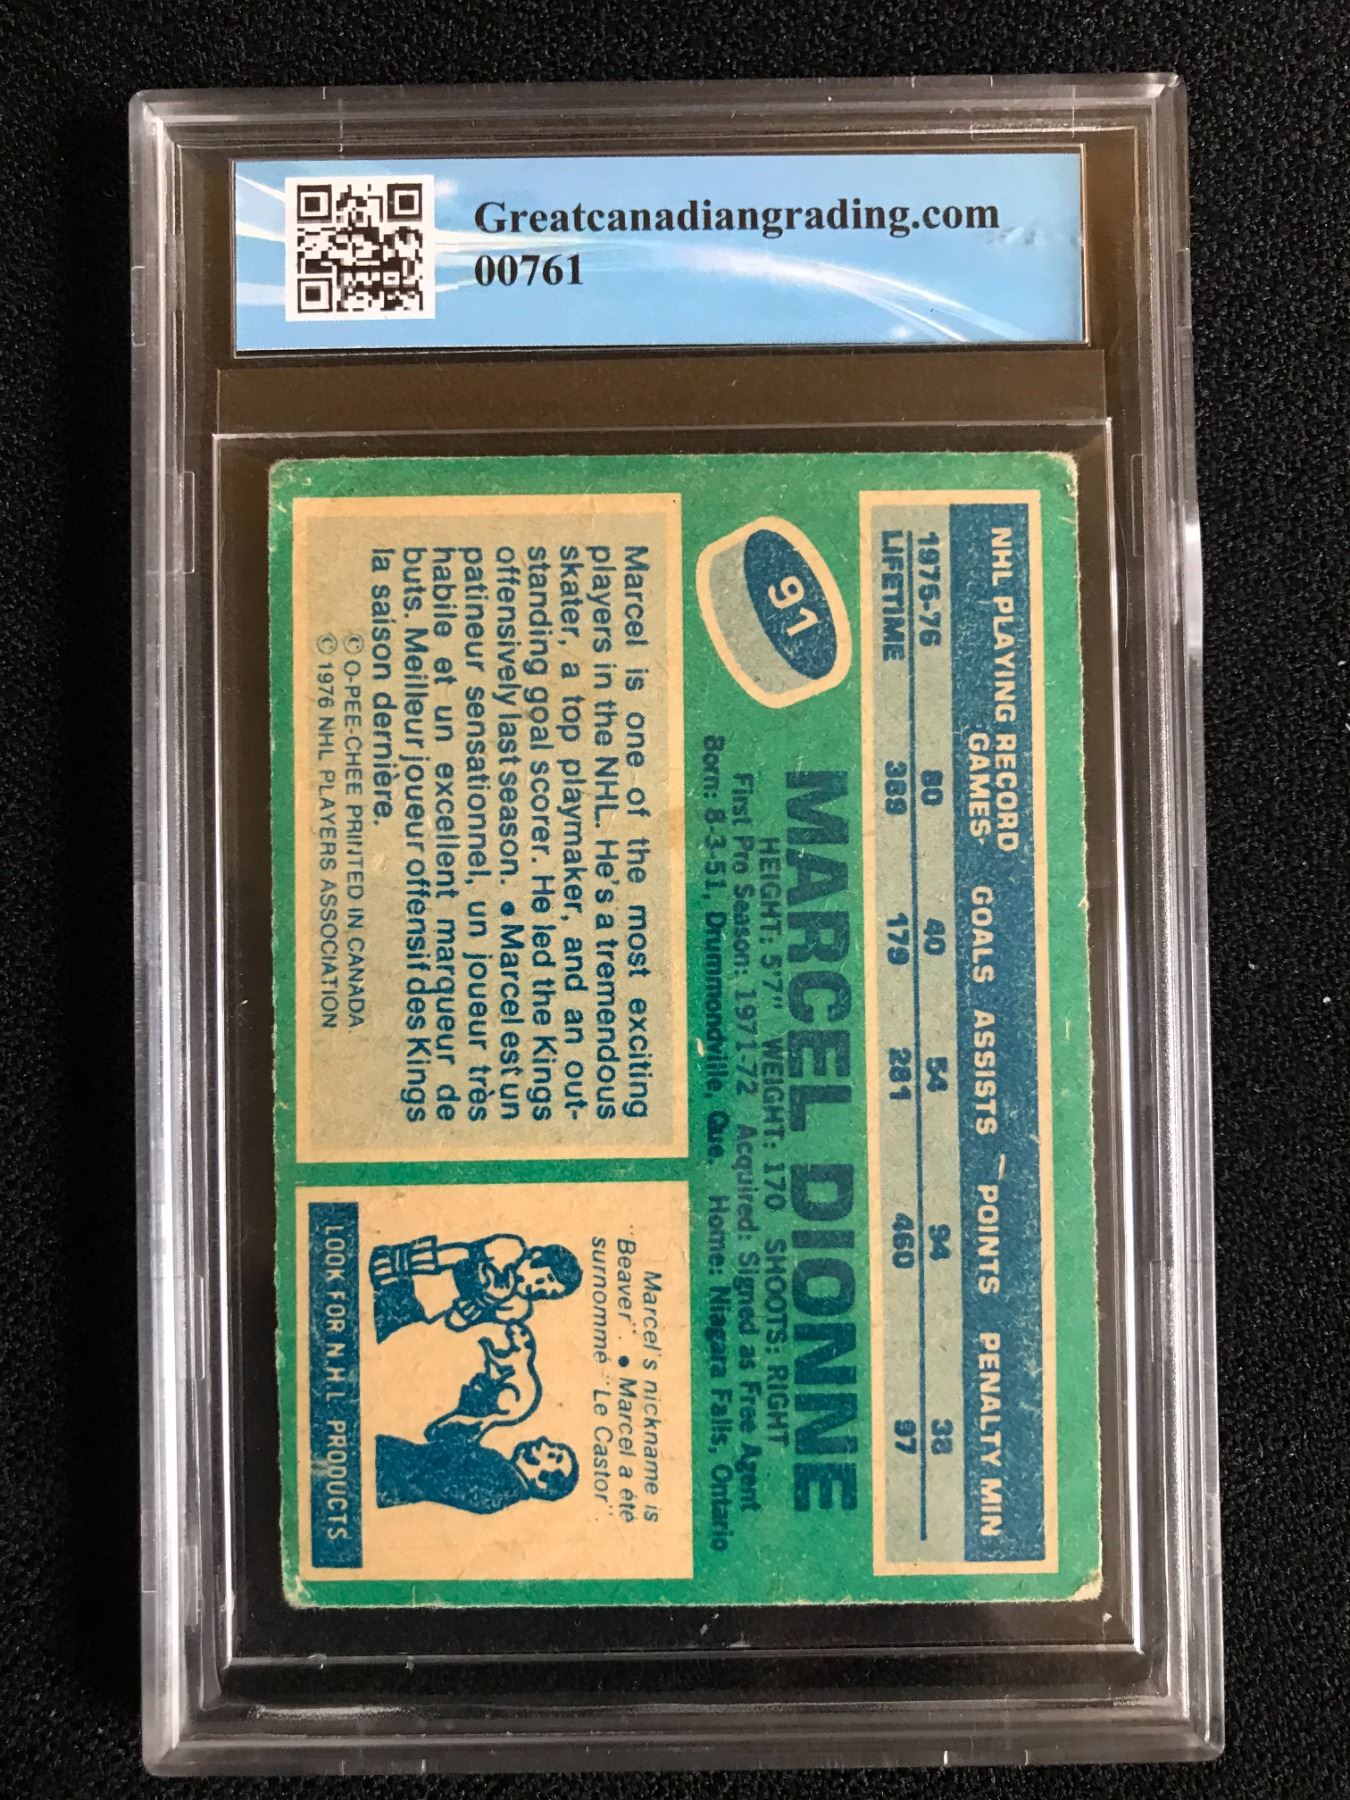 Greatcanadiangrading.com
00761
NHL PLAYING RECORD
GAMES GOALS ASSISTS POINTS PENALTY MIN
1975-76 80 40 54 94 38
LIFETIME 389 179 281 460 97
91
MARCEL DIONNE
HEIGHT: 5'7" WEIGHT: 170 SHOOTS: RIGHT
First Pro Season: 1971-72 Acquired: Signed as Free Agent
Born: 8-3-51, Drummondville, Que. Home: Niagara Falls, Ontario
Marcel is one of the most exciting
players in the NHL. He's a tremendous
skater, a top playmaker, and an out-
standing goal scorer. He led the Kings
offensively last season. • Marcel est un
patineur sensationnel, un joueur très
habile et un excellent marqueur de
buts. Meilleur joueur offensif des Kings
la saison dernière.
© O-PEE-CHEE PRINTED IN CANADA
© 1976 NHL PLAYERS ASSOCIATION
Marcel's nickname is
"Beaver". • Marcel a été
surnommé "Le Castor".
LOOK FOR N.H.L. PRODUCTS